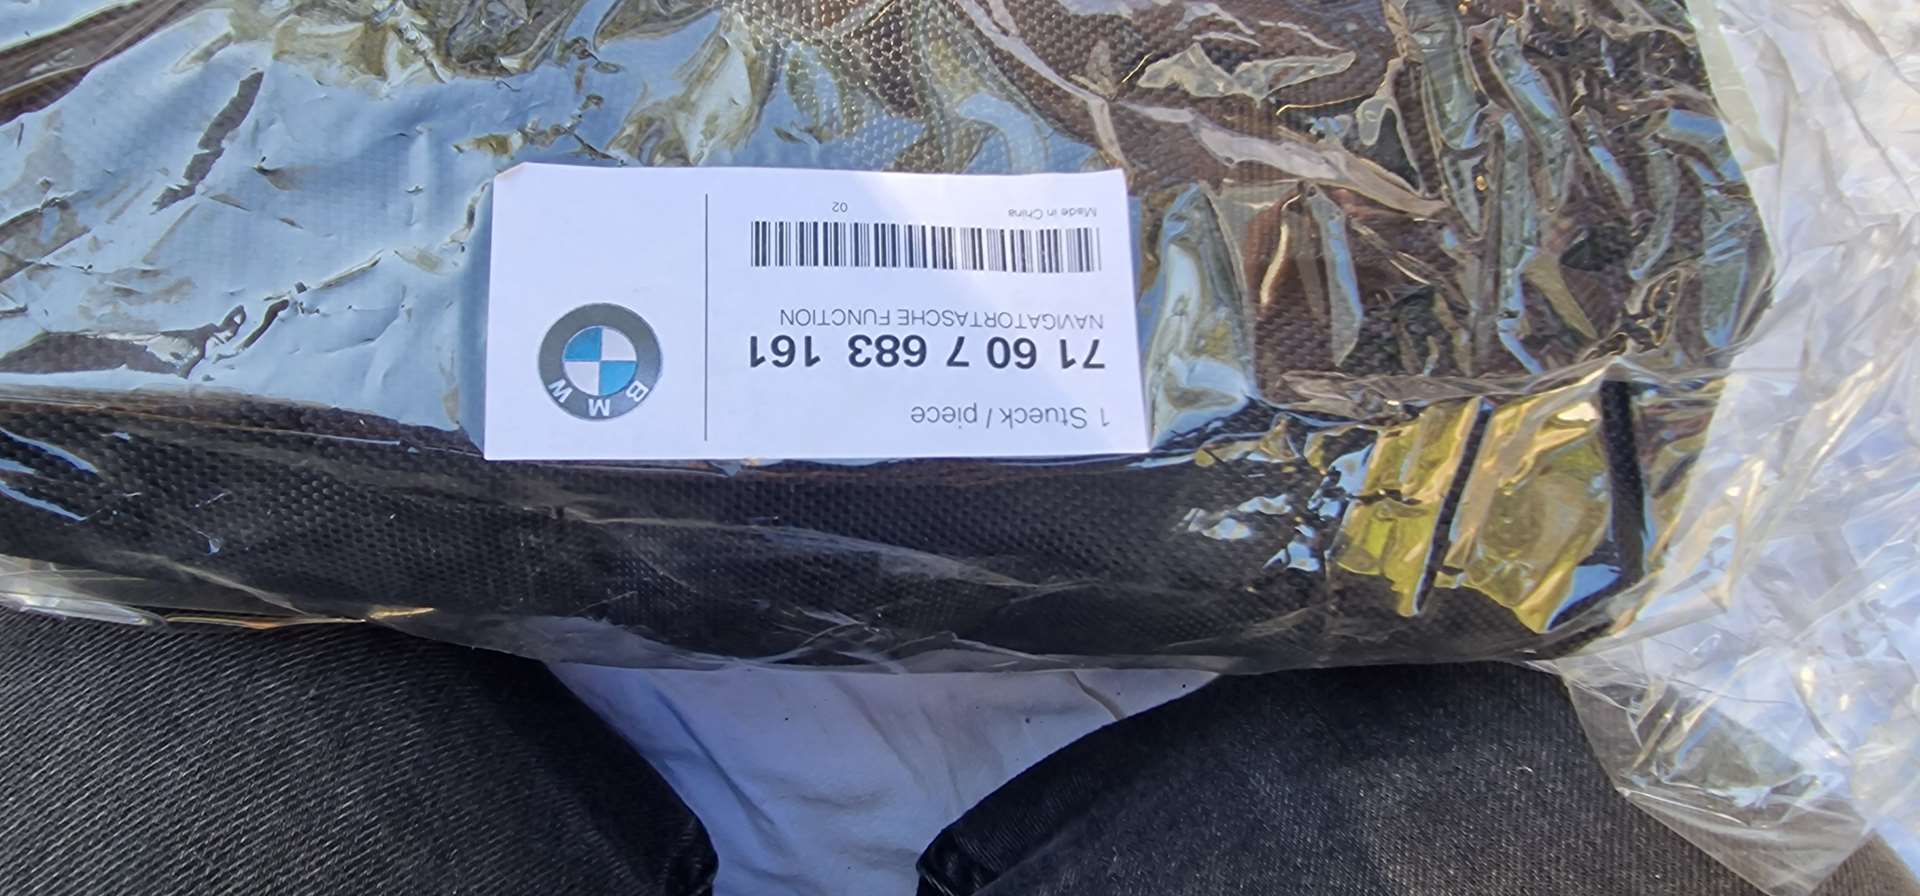 1 Stueck / piece
71 60 7 683 161
NAVIGATORTASCHE FUNCTION
Made in China 02
BMW